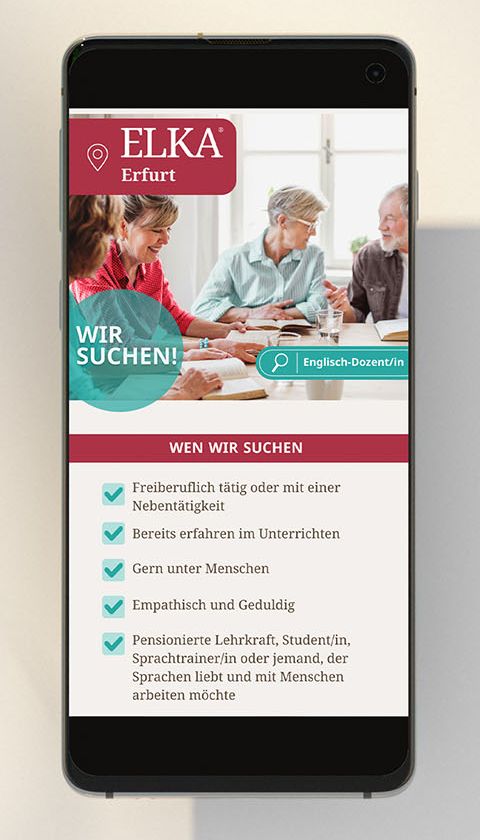 ELKA®
Erfurt
WIR
SUCHEN!
Englisch-Dozent/in
WEN WIR SUCHEN
Freiberuflich tätig oder mit einer
Nebentätigkeit
Bereits erfahren im Unterrichten
Gern unter Menschen
Empathisch und Geduldig
Pensionierte Lehrkraft, Student/in,
Sprachtrainer/in oder jemand, der
Sprachen liebt und mit Menschen
arbeiten möchte